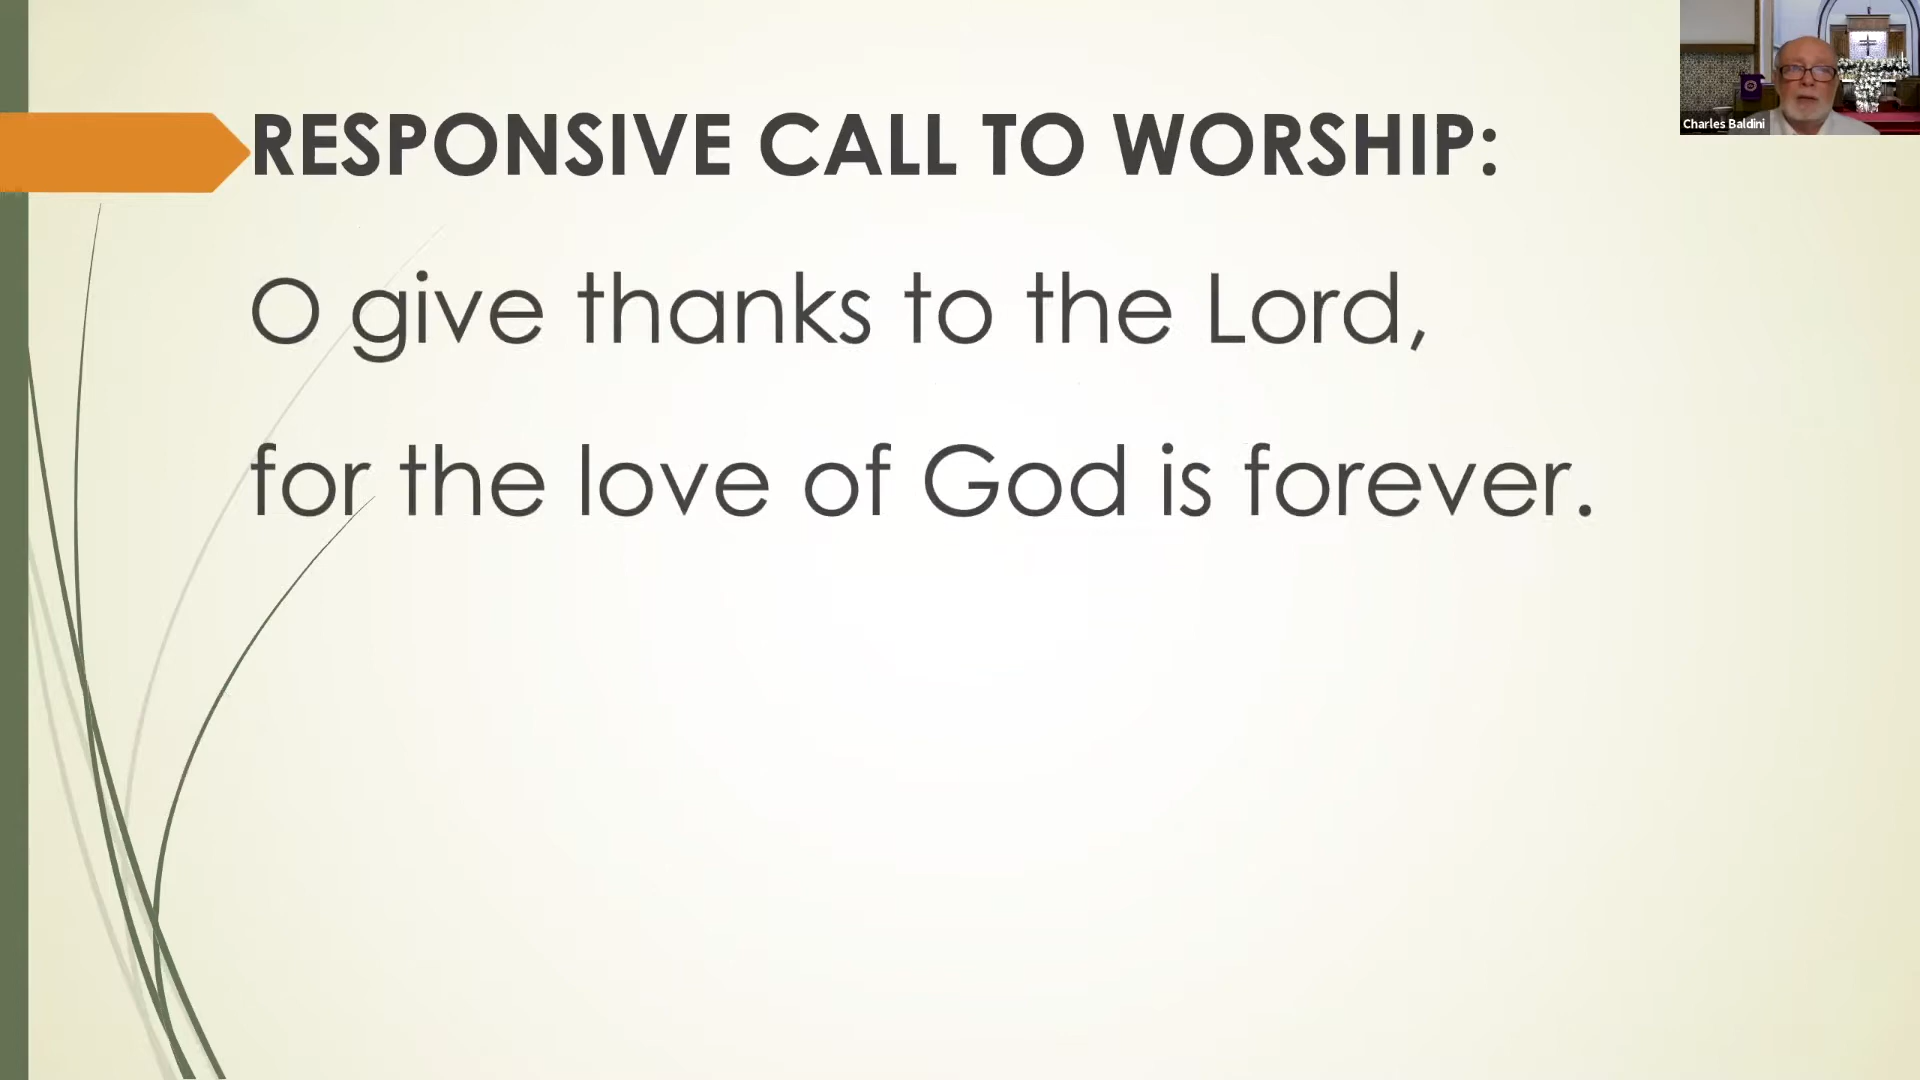 RESPONSIVE CALL TO WORSHIP:
O give thanks to the Lord,
for the love of God is forever.
Charles Baldini